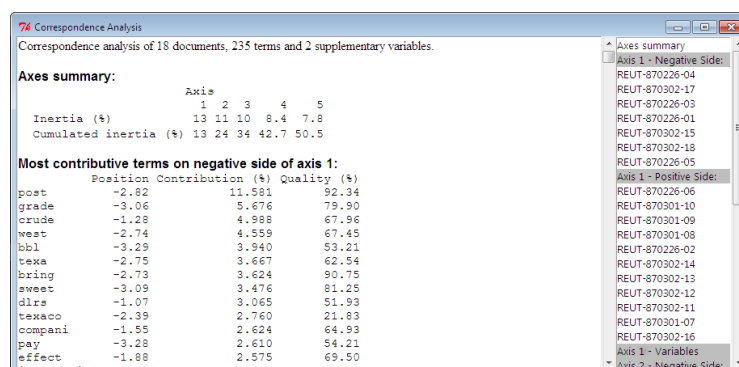 Correspondence Analysis
Correspondence analysis of 18 documents, 235 terms and 2 supplementary variables.
Axes summary:
Axis
1 2 3 4 5
Inertia (%) 13 11 10 8.4 7.8
Cumulated inertia (%) 13 24 34 42.7 50.5
Most contributive terms on negative side of axis 1:
Position Contribution (%) Quality (%)
post -2.82 11.581 92.34
grade -3.06 5.676 79.90
crude -1.28 4.988 67.96
west -2.74 4.559 67.45
bbl -3.29 3.940 53.21
texa -2.75 3.667 62.54
bring -2.73 3.624 90.75
sweet -3.09 3.476 81.25
dlrs -1.07 3.065 51.93
texaco -2.39 2.760 21.83
compani -1.55 2.624 64.93
pay -3.28 2.610 54.21
effect -1.88 2.575 69.50
Axes summary
Axis 1 - Negative Side:
REUT-870226-04
REUT-870302-17
REUT-870226-03
REUT-870226-01
REUT-870302-15
REUT-870302-18
REUT-870226-05
Axis 1 - Positive Side:
REUT-870226-06
REUT-870301-10
REUT-870301-09
REUT-870301-08
REUT-870226-02
REUT-870302-14
REUT-870302-13
REUT-870302-12
REUT-870302-11
REUT-870301-07
REUT-870302-16
Axis 1 - Variables
Axis 2 - Negative Side: